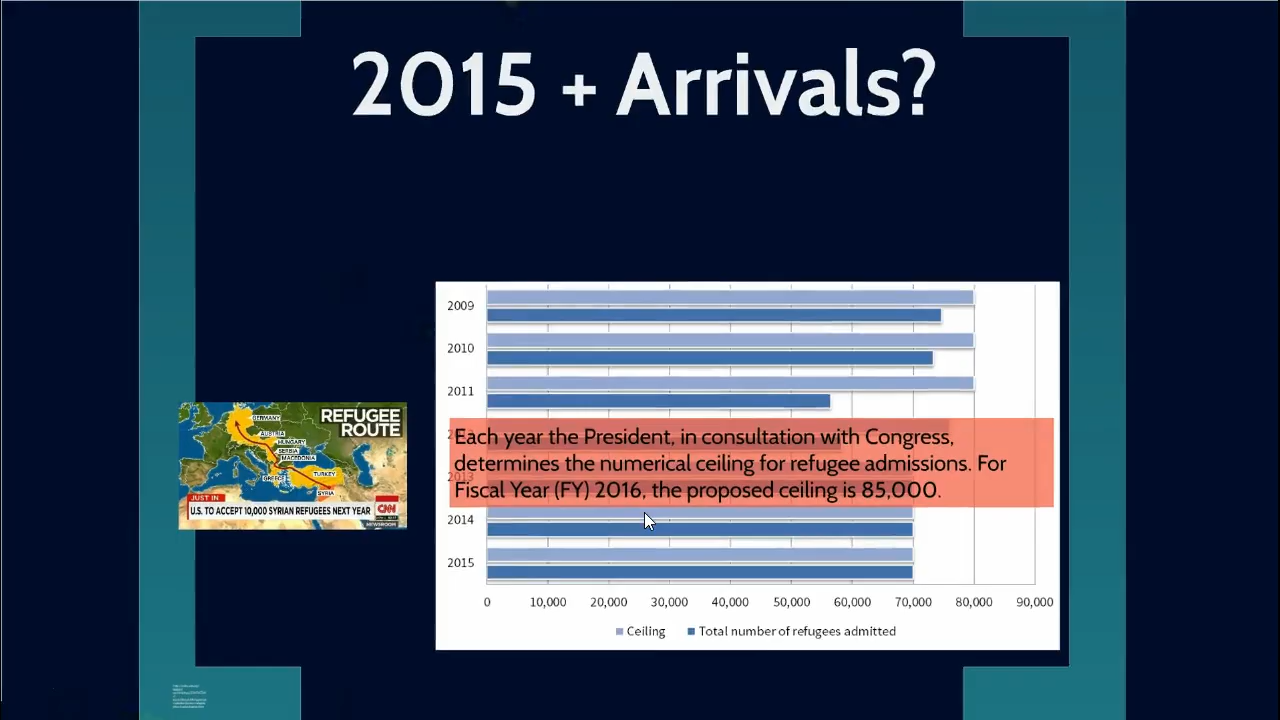 2015 + Arrivals?
2009
2010
2011
Each year the President, in consultation with Congress,
determines the numerical ceiling for refugee admissions. For
Fiscal Year (FY) 2016, the proposed ceiling is 85,000.
2013
2014
2015
0 10,000 20,000 30,000 40,000 50,000 60,000 70,000 80,000 90,000
Ceiling Total number of refugees admitted
REFUGEE
ROUTE
GERMANY
AUSTRIA
HUNGARY
SERBIA
MACEDONIA
GREECE
TURKEY
SYRIA
JUST IN
U.S. TO ACCEPT 10,000 SYRIAN REFUGEES NEXT YEAR
CNN
NEWSROOM